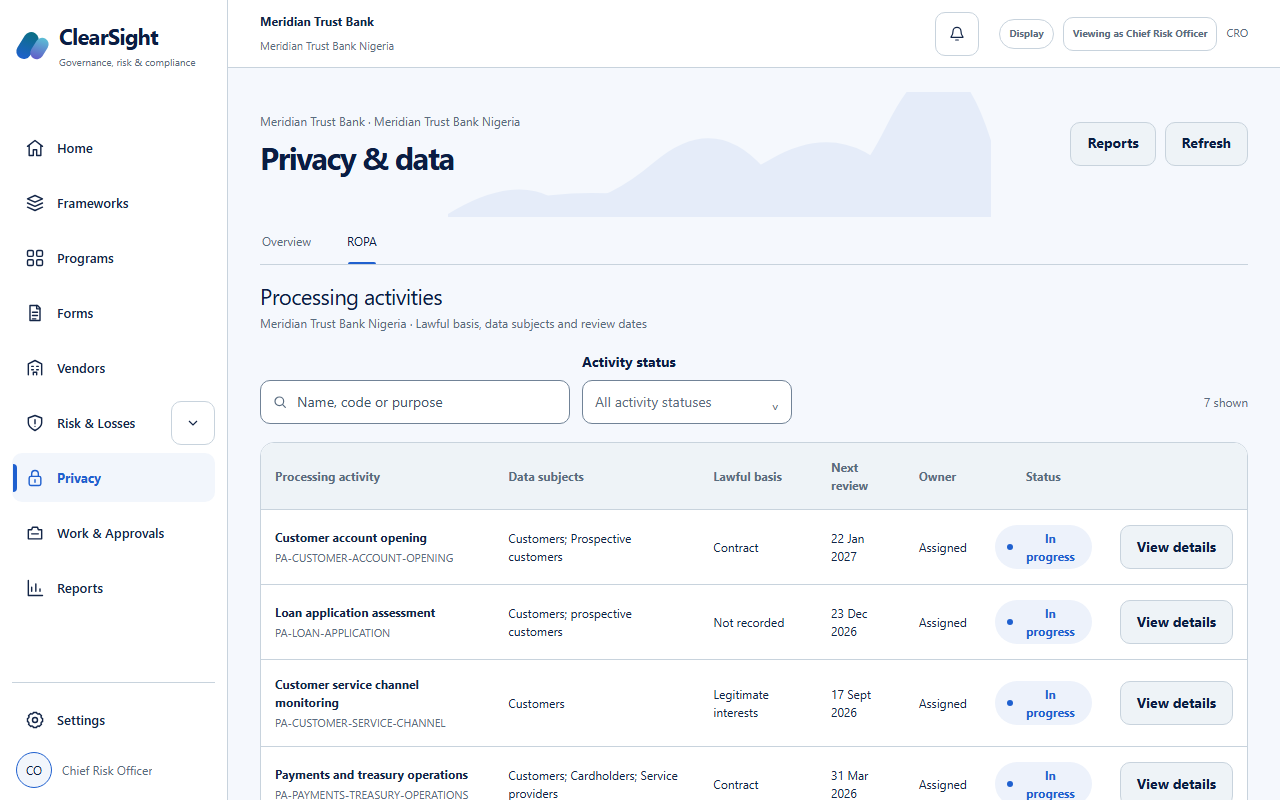 ClearSight
Governance, risk & compliance
Home
Frameworks
Programs
Forms
Vendors
Risk & Losses
Privacy
Work & Approvals
Reports
Settings
CO
Chief Risk Officer
Meridian Trust Bank
Meridian Trust Bank Nigeria
Display
Viewing as Chief Risk Officer
CRO
Meridian Trust Bank · Meridian Trust Bank Nigeria
Privacy & data
Reports
Refresh
Overview
ROPA
Processing activities
Meridian Trust Bank Nigeria · Lawful basis, data subjects and review dates
Activity status
Name, code or purpose
All activity statuses
7 shown
Processing activity
Data subjects
Lawful basis
Next
review
Owner
Status
Customer account opening
PA-CUSTOMER-ACCOUNT-OPENING
Customers; Prospective
customers
Contract
22 Jan
2027
Assigned
In
progress
View details
Loan application assessment
PA-LOAN-APPLICATION
Customers; prospective
customers
Not recorded
23 Dec
2026
Assigned
In
progress
View details
Customer service channel
monitoring
PA-CUSTOMER-SERVICE-CHANNEL
Customers
Legitimate
interests
17 Sept
2026
Assigned
In
progress
View details
Payments and treasury operations
PA-PAYMENTS-TREASURY-OPERATIONS
Customers; Cardholders; Service
providers
Contract
31 Mar
2026
Assigned
In
progress
View details